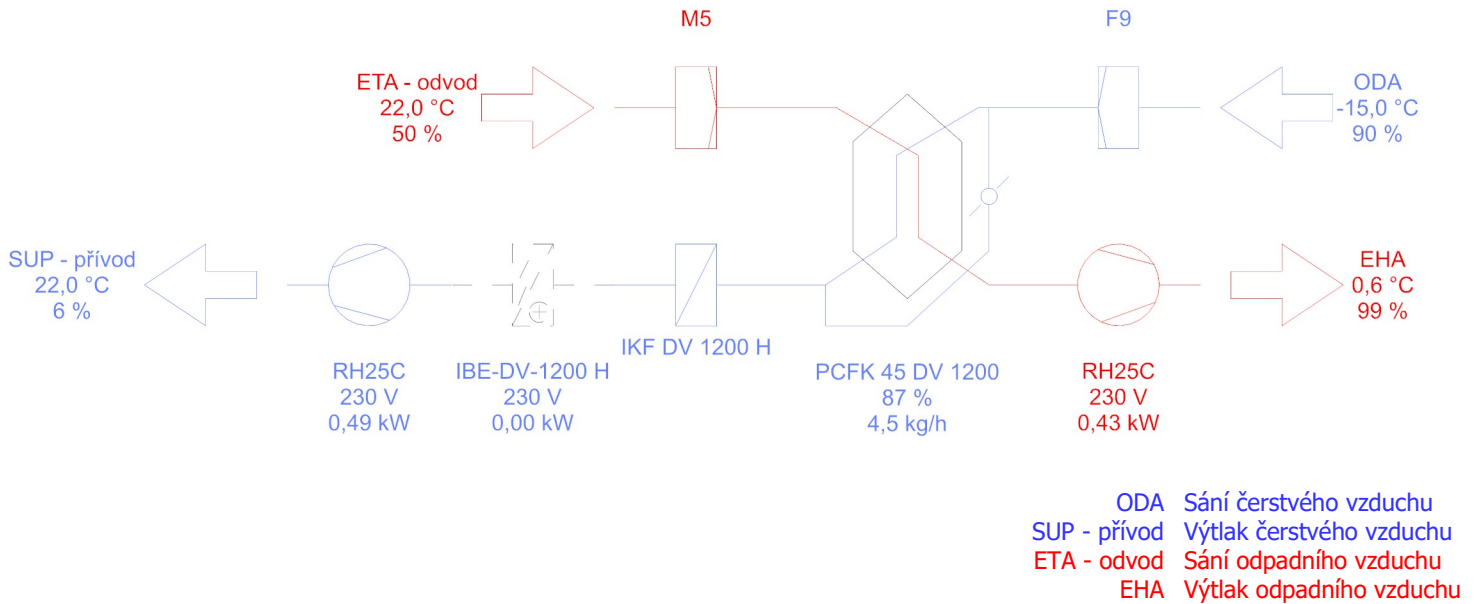 M5
F9
ETA - odvod
22,0 °C
50 %
ODA
-15,0 °C
90 %
SUP - přívod
22,0 °C
6 %
EHA
0,6 °C
99 %
IKF DV 1200 H
RH25C
230 V
0,49 kW
IBE-DV-1200 H
230 V
0,00 kW
PCFK 45 DV 1200
87 %
4,5 kg/h
RH25C
230 V
0,43 kW
ODA Sání čerstvého vzduchu
SUP - přívod Výtlak čerstvého vzduchu
ETA - odvod Sání odpadního vzduchu
EHA Výtlak odpadního vzduchu